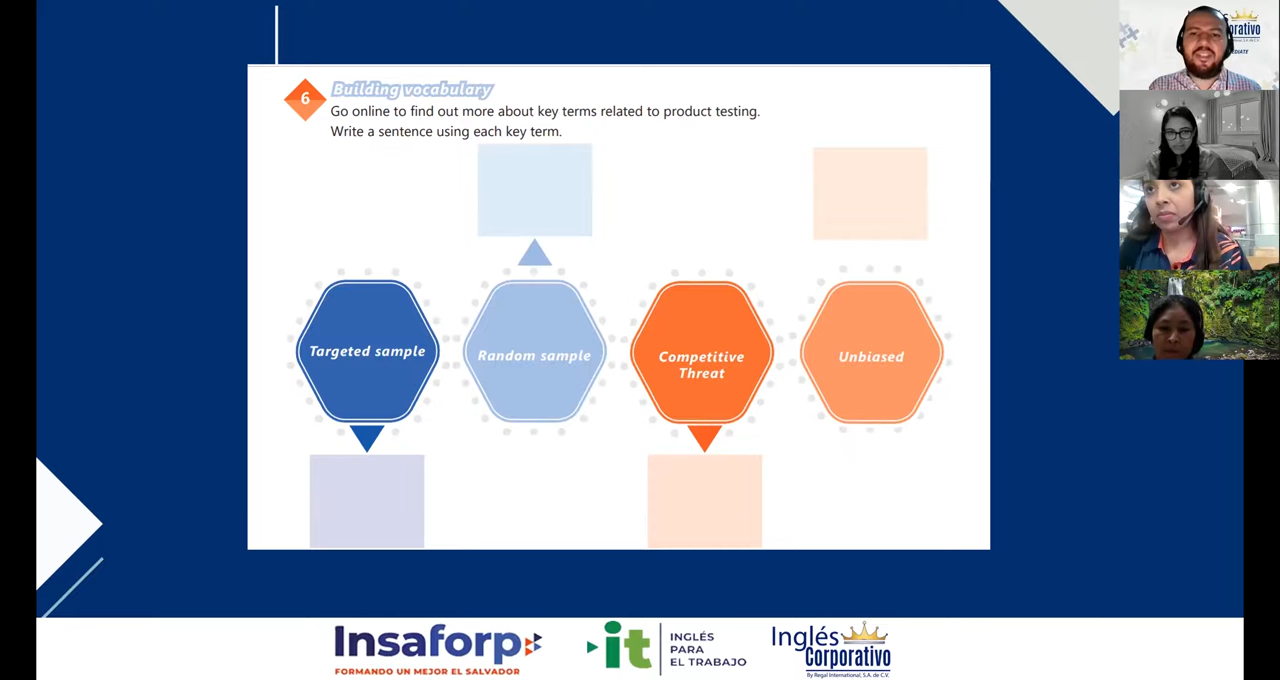 6
Building vocabulary
Go online to find out more about key terms related to product testing.
Write a sentence using each key term.
Targeted sample
Random sample
Competitive
Threat
Unbiased
Insaforp
FORMANDO UN MEJOR EL SALVADOR
it
INGLÉS
PARA
EL TRABAJO
Inglés
Corporativo
By Regal International, S.A. de C.V.